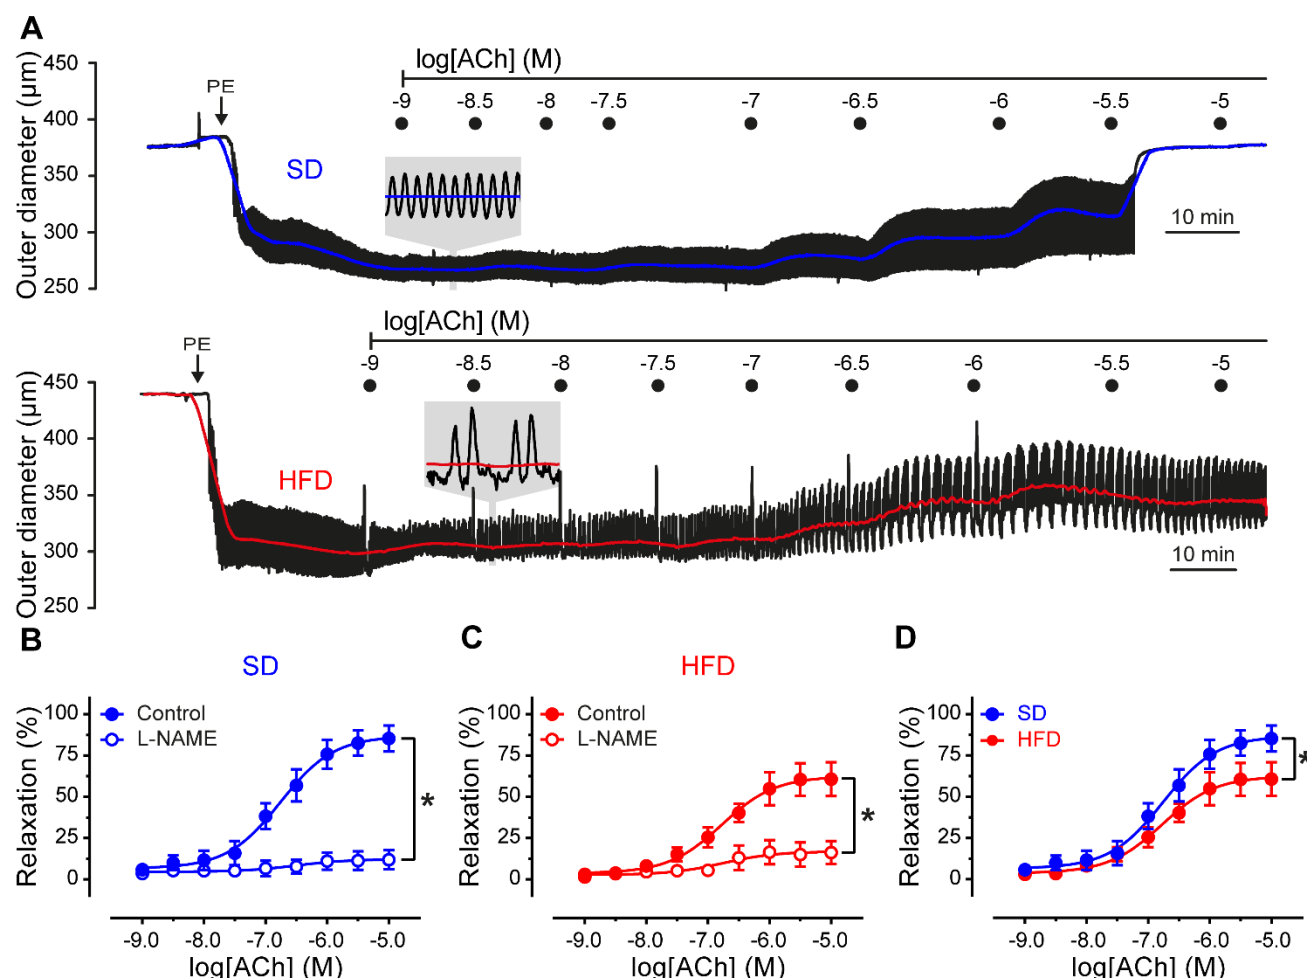 A
log[ACh] (M)
-9 -8.5 -8 -7.5 -7 -6.5 -6 -5.5 -5
PE
SD
Outer diameter (µm)
450
400
350
300
250
10 min
log[ACh] (M)
-9 -8.5 -8 -7.5 -7 -6.5 -6 -5.5 -5
PE
HFD
Outer diameter (µm)
450
400
350
300
250
10 min
B
SD
Control
L-NAME
Relaxation (%)
100
75
50
25
0
*
-9.0 -8.0 -7.0 -6.0 -5.0
log[ACh] (M)
C
HFD
Control
L-NAME
Relaxation (%)
100
75
50
25
0
*
-9.0 -8.0 -7.0 -6.0 -5.0
log[ACh] (M)
D
SD
HFD
Relaxation (%)
100
75
50
25
0
*
-9.0 -8.0 -7.0 -6.0 -5.0
log[ACh] (M)